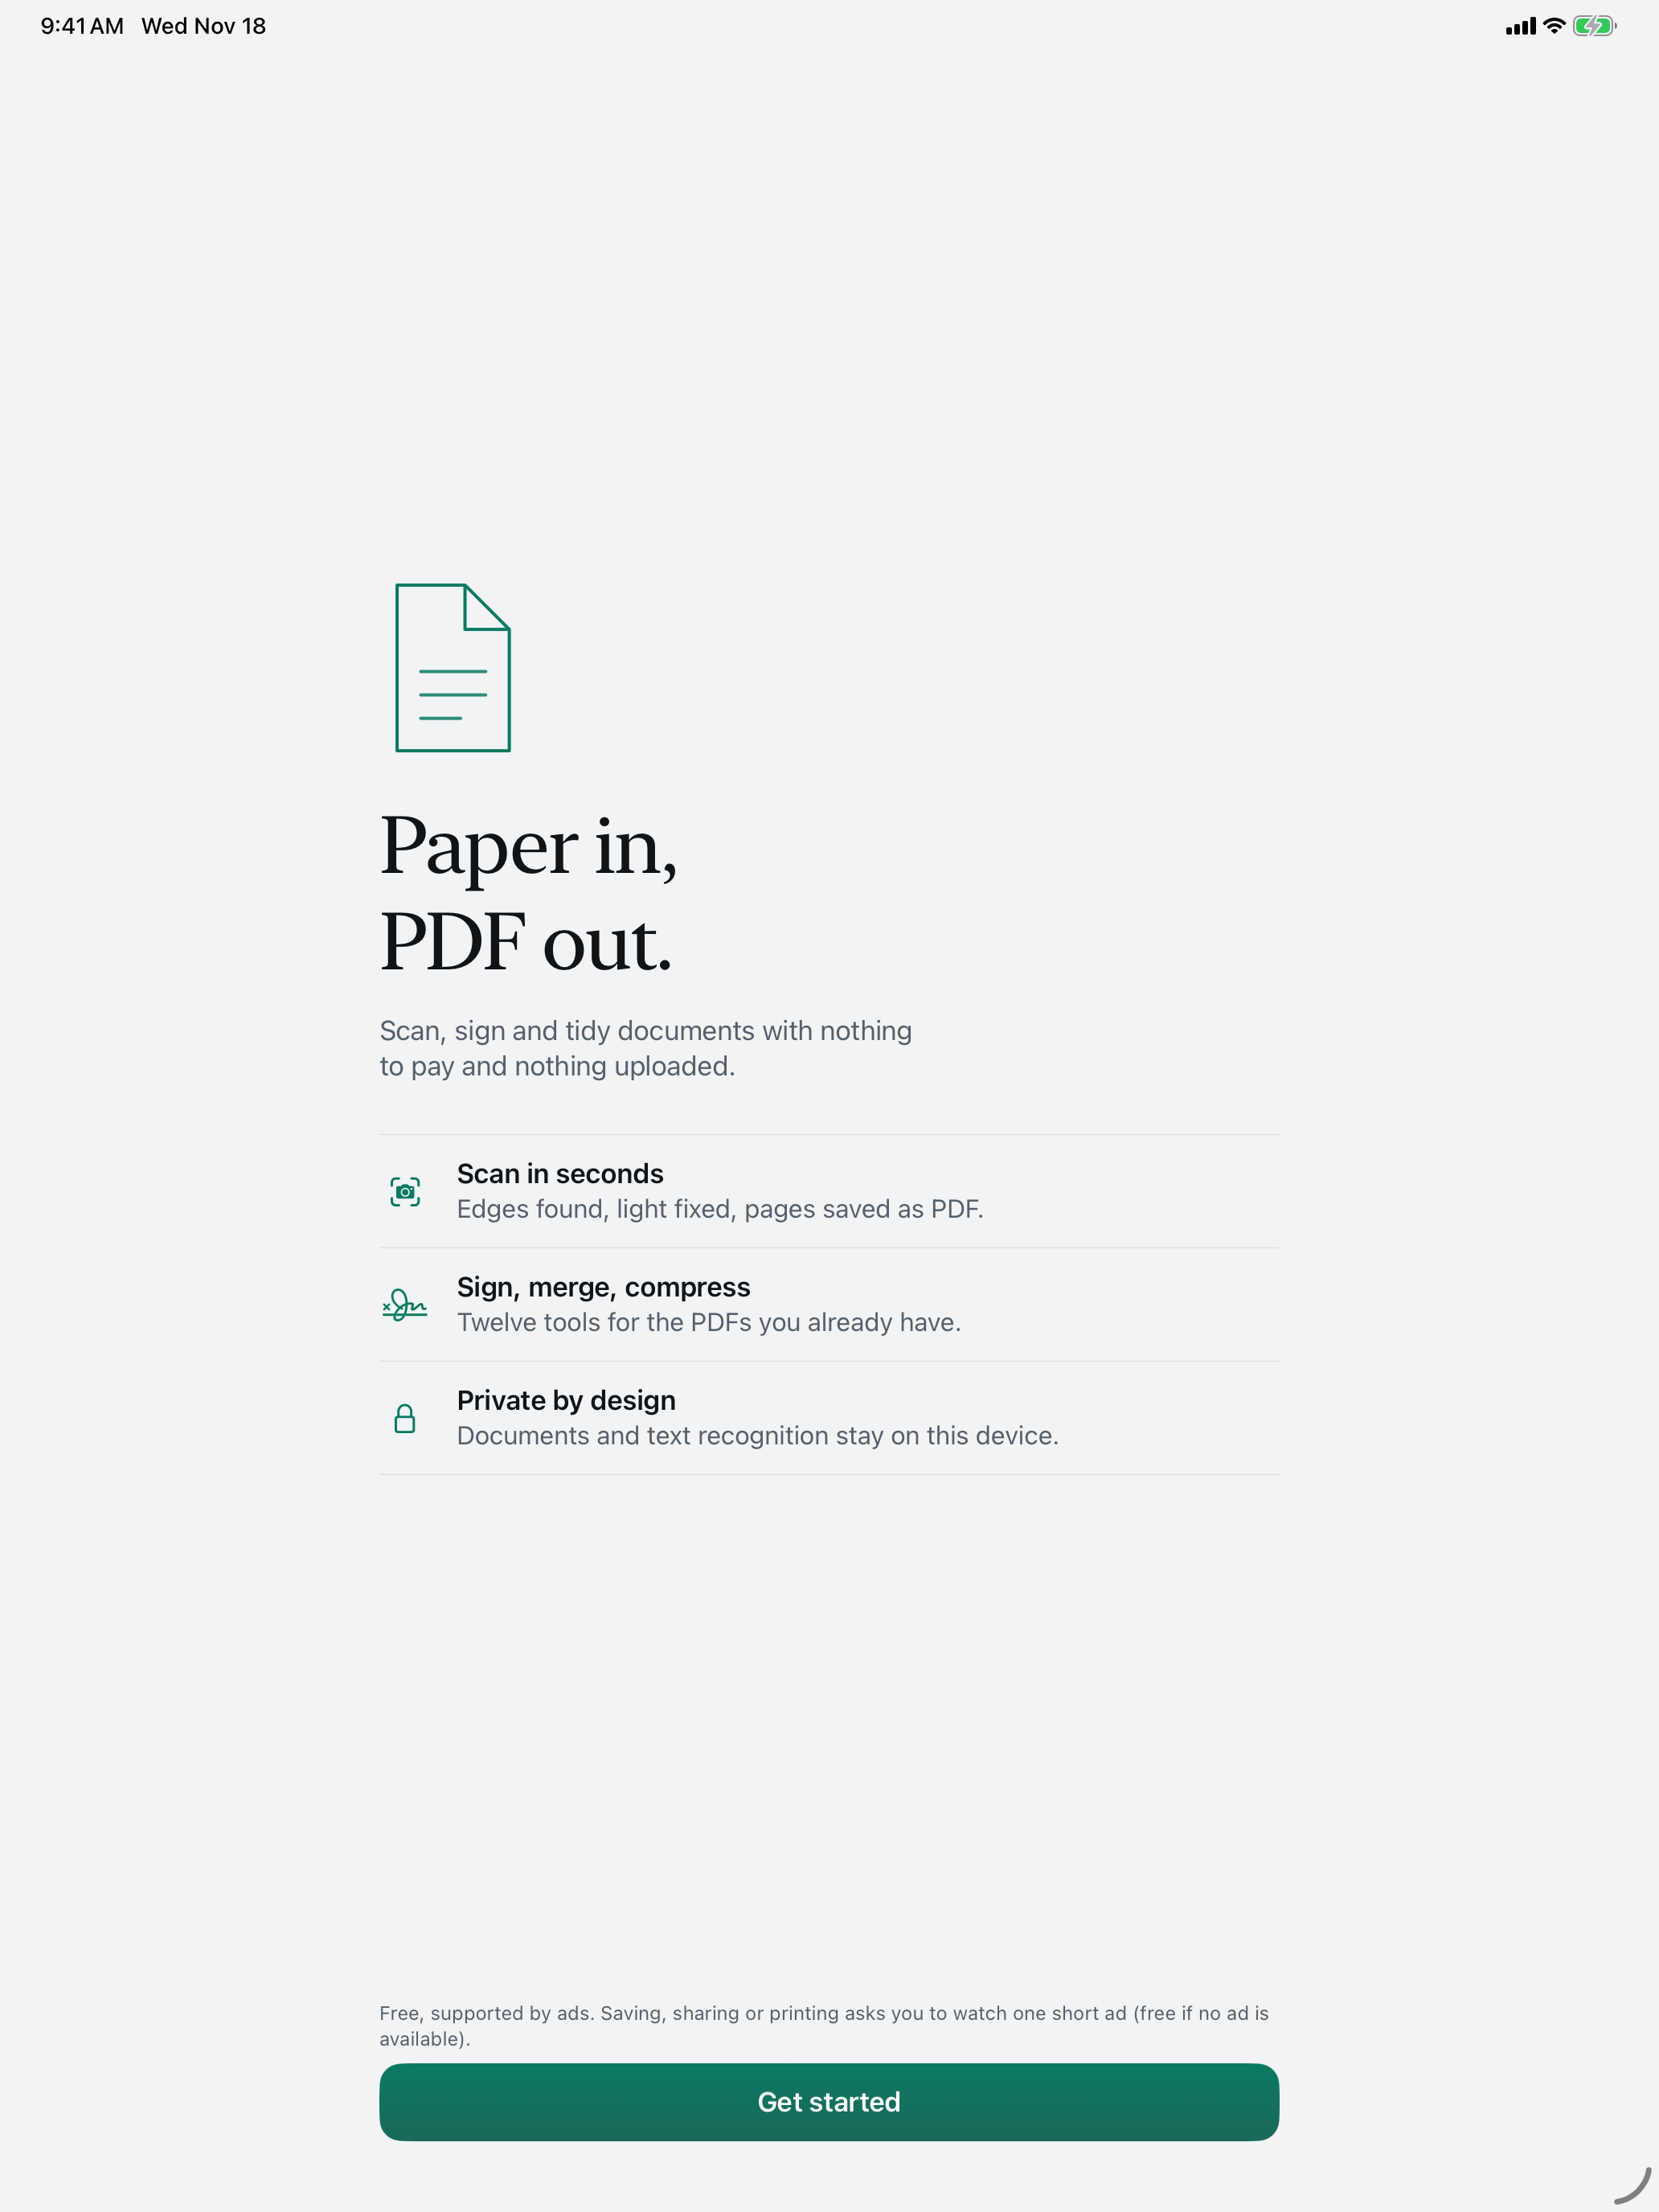 9:41 AM Wed Nov 18
Paper in,
PDF out.
Scan, sign and tidy documents with nothing
to pay and nothing uploaded.
Scan in seconds
Edges found, light fixed, pages saved as PDF.
Sign, merge, compress
Twelve tools for the PDFs you already have.
Private by design
Documents and text recognition stay on this device.
Free, supported by ads. Saving, sharing or printing asks you to watch one short ad (free if no ad is
available).
Get started